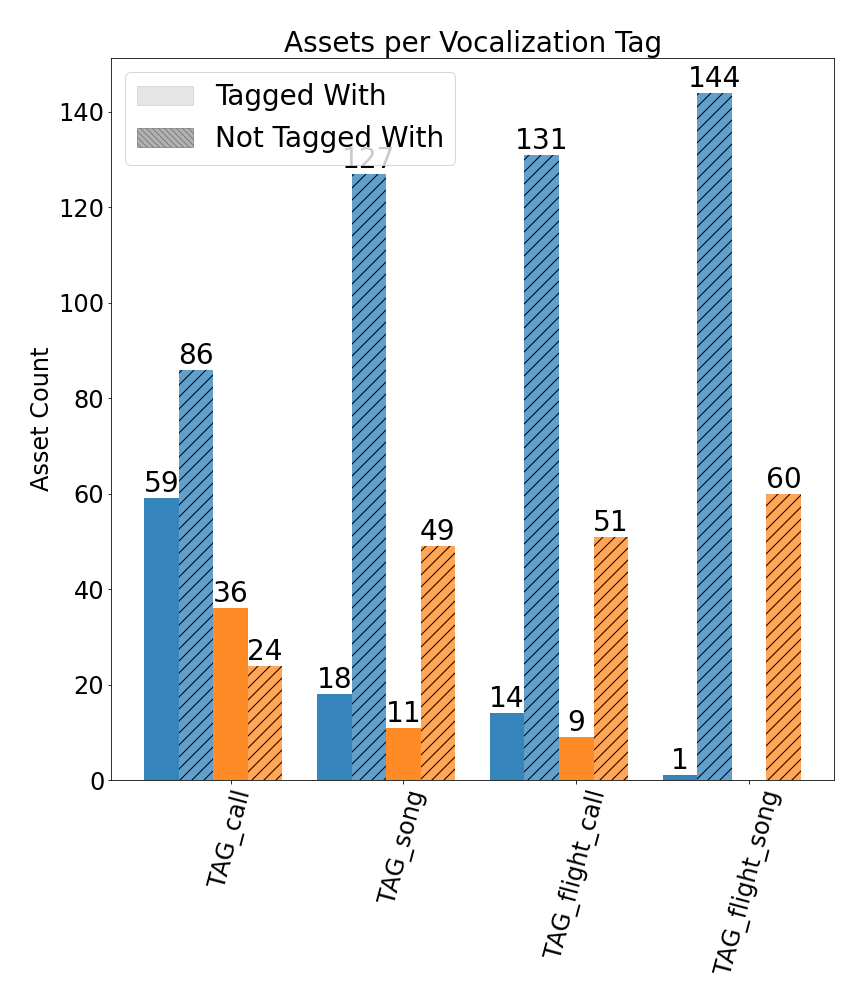 Assets per Vocalization Tag
Tagged With
Not Tagged With
Asset Count
140
120
100
80
60
40
20
0
59
86
36
24
18
127
11
49
14
131
9
51
1
144
60
TAG_call
TAG_song
TAG_flight_call
TAG_flight_song